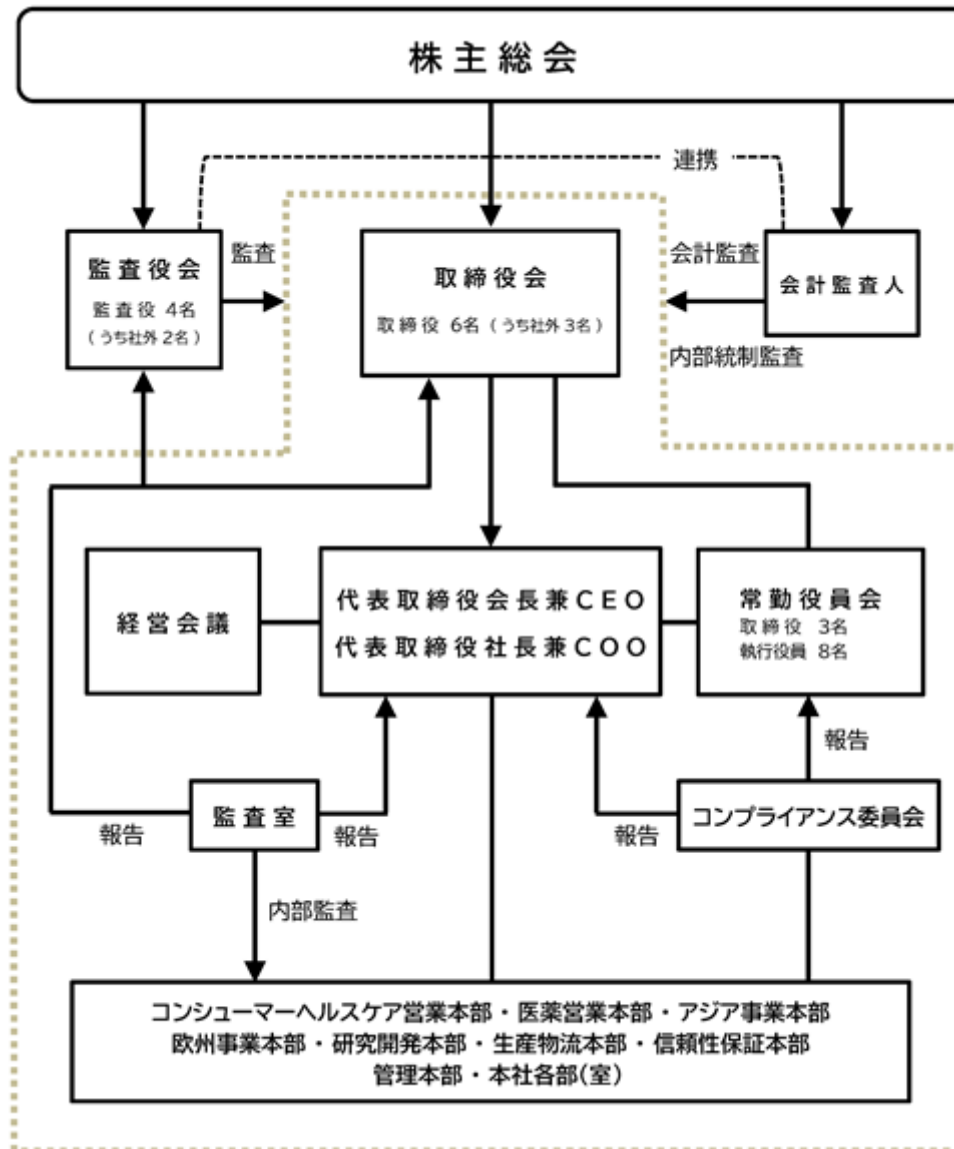 株主総会
連携
監査役会
監査役 4名
(うち社外2名)
監査
取締役会
取締役 6名(うち社外3名)
会計監査
会計監査人
内部統制監査
経営会議
代表取締役会長兼CEO
代表取締役社長兼COO
常勤役員会
取締役 3名
執行役員 8名
報告
監査室
コンプライアンス委員会
報告
報告
報告
内部監査
コンシューマーヘルスケア営業本部・医薬営業本部・アジア事業本部
欧州事業本部・研究開発本部・生産物流本部・信頼性保証本部
管理本部・本社各部(室)